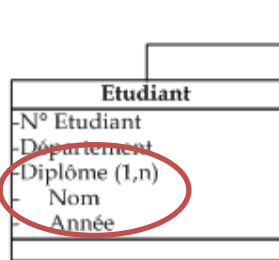 Etudiant
-N° Etudiant
-Département
-Diplôme (1,n)
- Nom
- Année